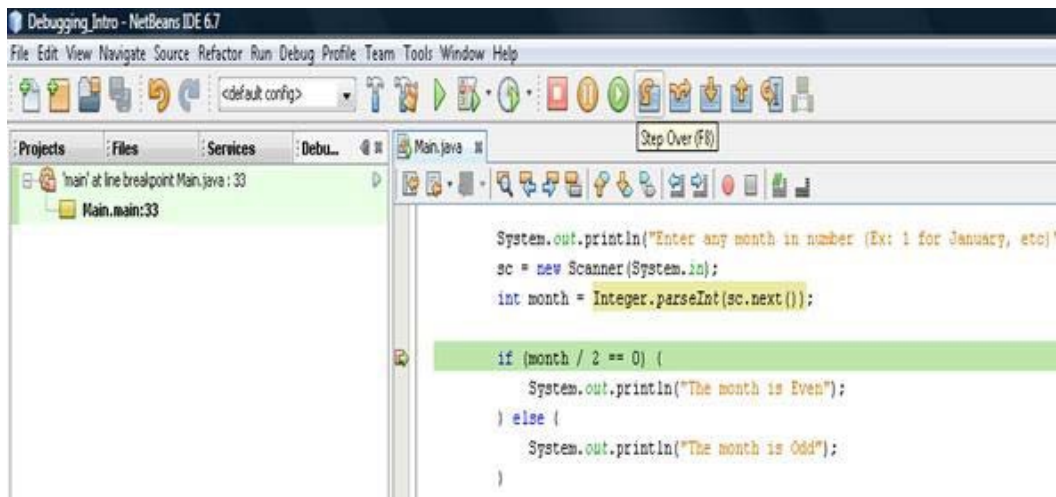 Debugging_Intro - NetBeans IDE 6.7
File Edit View Navigate Source Refactor Run Debug Profile Team Tools Window Help
<default config>
Step Over (F8)
Projects Files Services Debu... Main.java
'main' at line breakpoint Main.java : 33
Main.main:33
System.out.println("Enter any month in number (Ex: 1 for January, etc)"
sc = new Scanner(System.in);
int month = Integer.parseInt(sc.next());
if (month / 2 == 0) {
System.out.println("The month is Even");
} else {
System.out.println("The month is Odd");
}